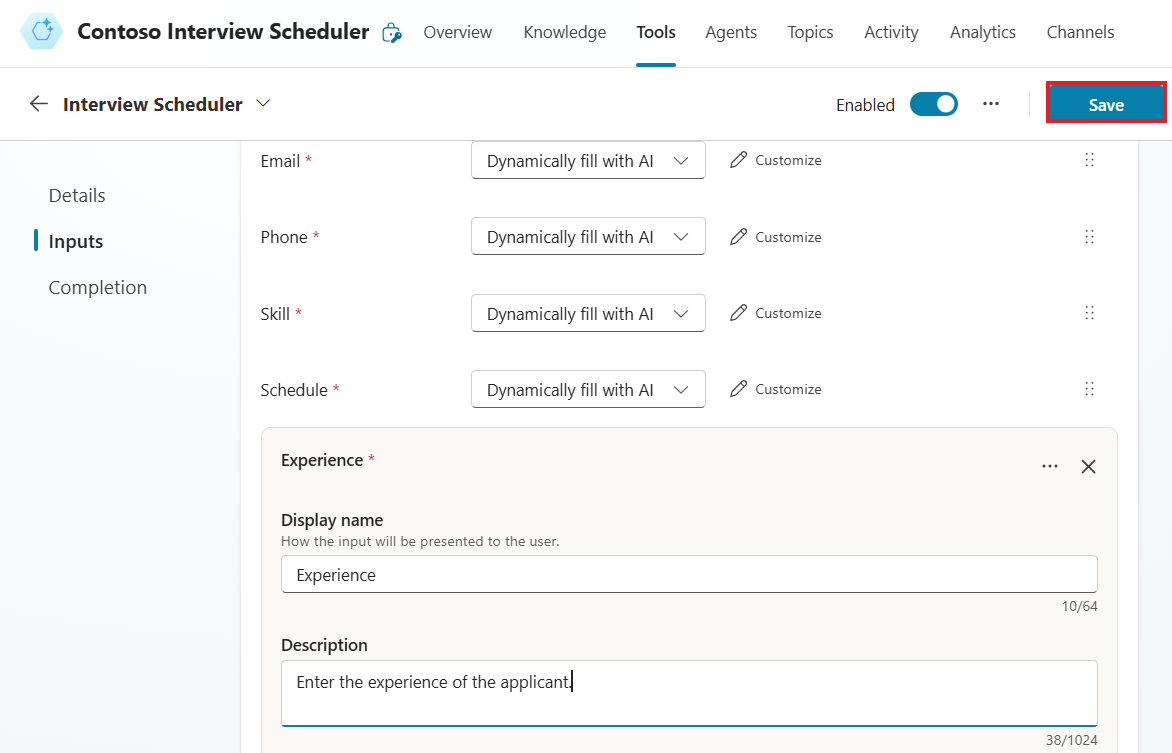 Contoso Interview Scheduler Overview Knowledge Tools Agents Topics Activity Analytics Channels
Interview Scheduler Enabled ... Save
Email * Dynamically fill with AI Customize
Details
Phone * Dynamically fill with AI Customize
Inputs
Completion
Skill * Dynamically fill with AI Customize
Schedule * Dynamically fill with AI Customize
Experience *
...
Display name
How the input will be presented to the user.
Experience
10/64
Description
Enter the experience of the applicant.
38/1024